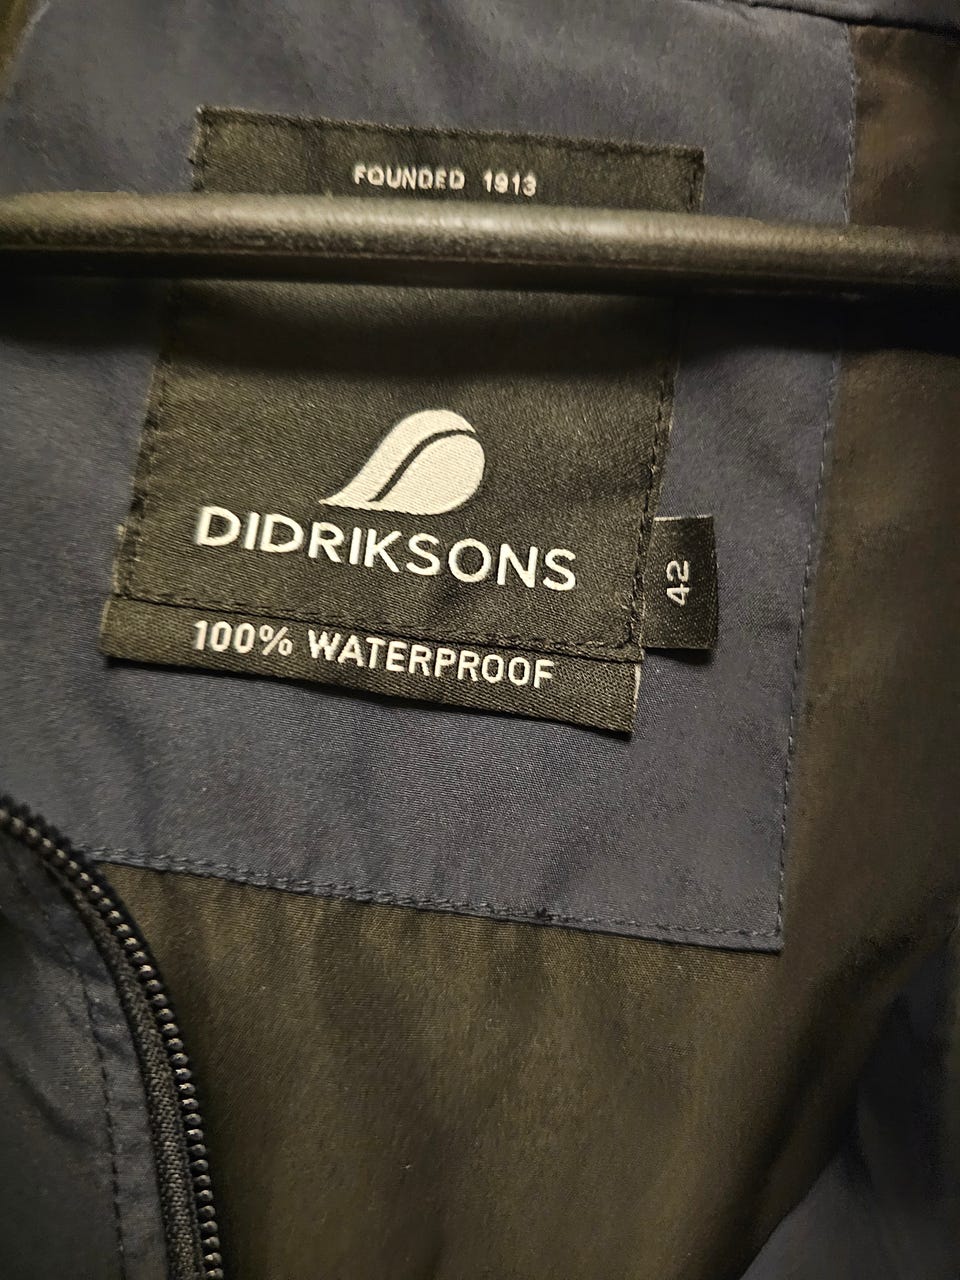 FOUNDED 1913
DIDRIKSONS
42
100% WATERPROOF